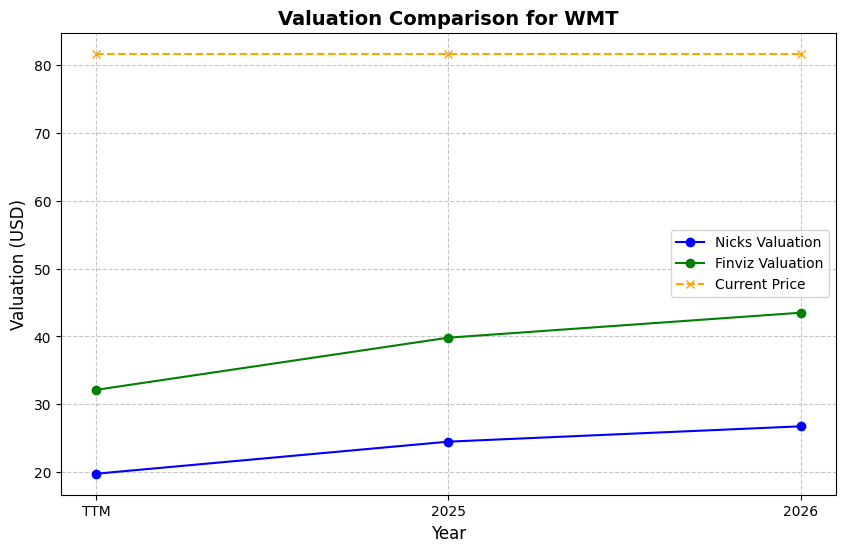 Valuation Comparison for WMT
Valuation (USD)
80
70
60
50
40
30
20
Nicks Valuation
Finviz Valuation
Current Price
TTM
2025
2026
Year